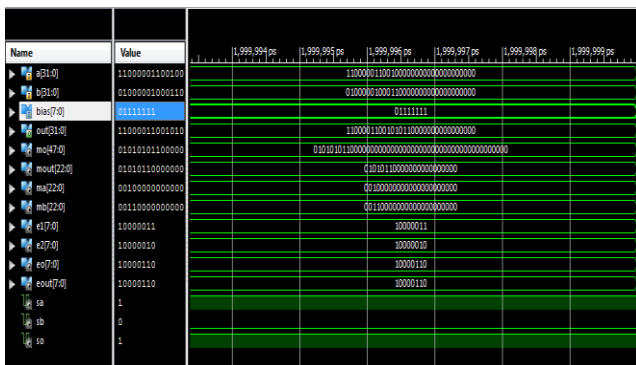 Name Value 1,999,994 ps 1,999,995 ps 1,999,996 ps 1,999,997 ps 1,999,998 ps 1,999,999 ps
a[31:0] 11000001100100 11000001100100000000000000000000
b[31:0] 01000001000110 01000001000110000000000000000000
bias[7:0] 01111111 01111111
out[31:0] 11000011001010 11000011001010110000000000000000
mo[47:0] 01010101100000 010101011000000000000000000000000000000000000000
mout[22:0] 01010110000000 01010110000000000000000
ma[22:0] 00100000000000 00100000000000000000000
mb[22:0] 00110000000000 00110000000000000000000
e1[7:0] 10000011 10000011
e2[7:0] 10000010 10000010
eo[7:0] 10000110 10000110
eout[7:0] 10000110 10000110
sa 1
sb 0
so 1